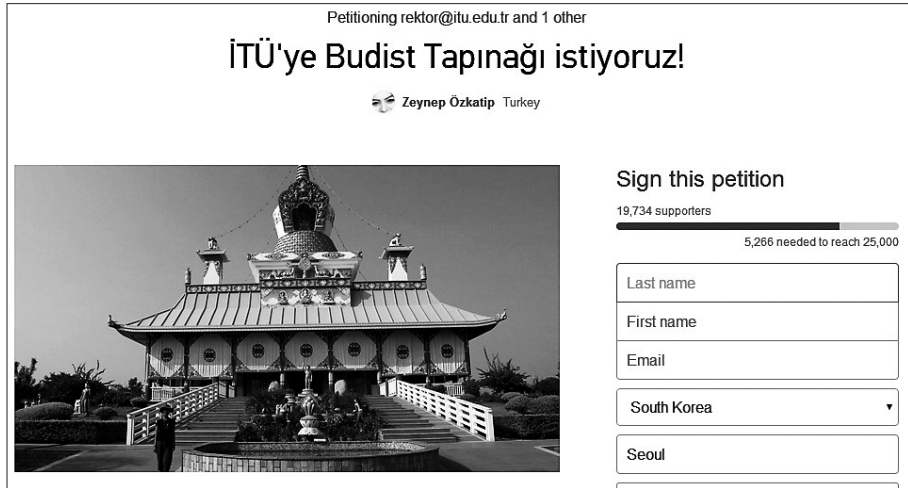 Petitioning rektor@itu.edu.tr and 1 other
İTÜ'ye Budist Tapınağı istiyoruz!
Zeynep Özkatip Turkey
Sign this petition
19,734 supporters
5,266 needed to reach 25,000
Last name
First name
Email
South Korea
Seoul